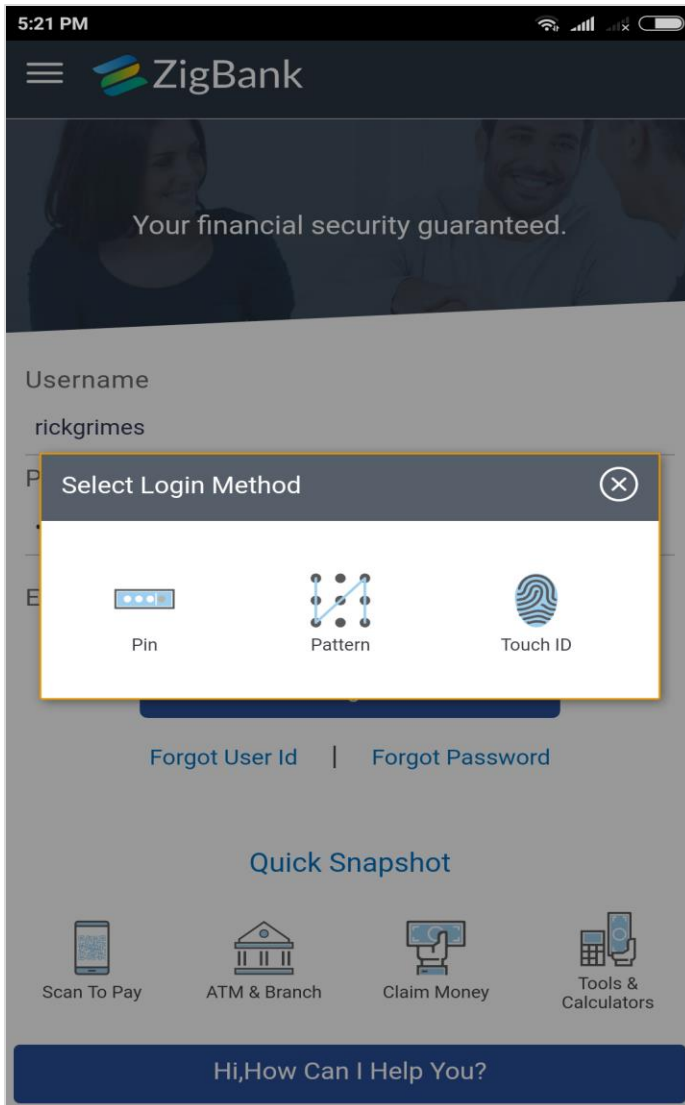 5:21 PM
ZigBank
Your financial security guaranteed.
Username
rickgrimes
P
Select Login Method
E
Pin Pattern Touch ID
Forgot User Id | Forgot Password
Quick Snapshot
Scan To Pay ATM & Branch Claim Money Tools & Calculators
Hi,How Can I Help You?